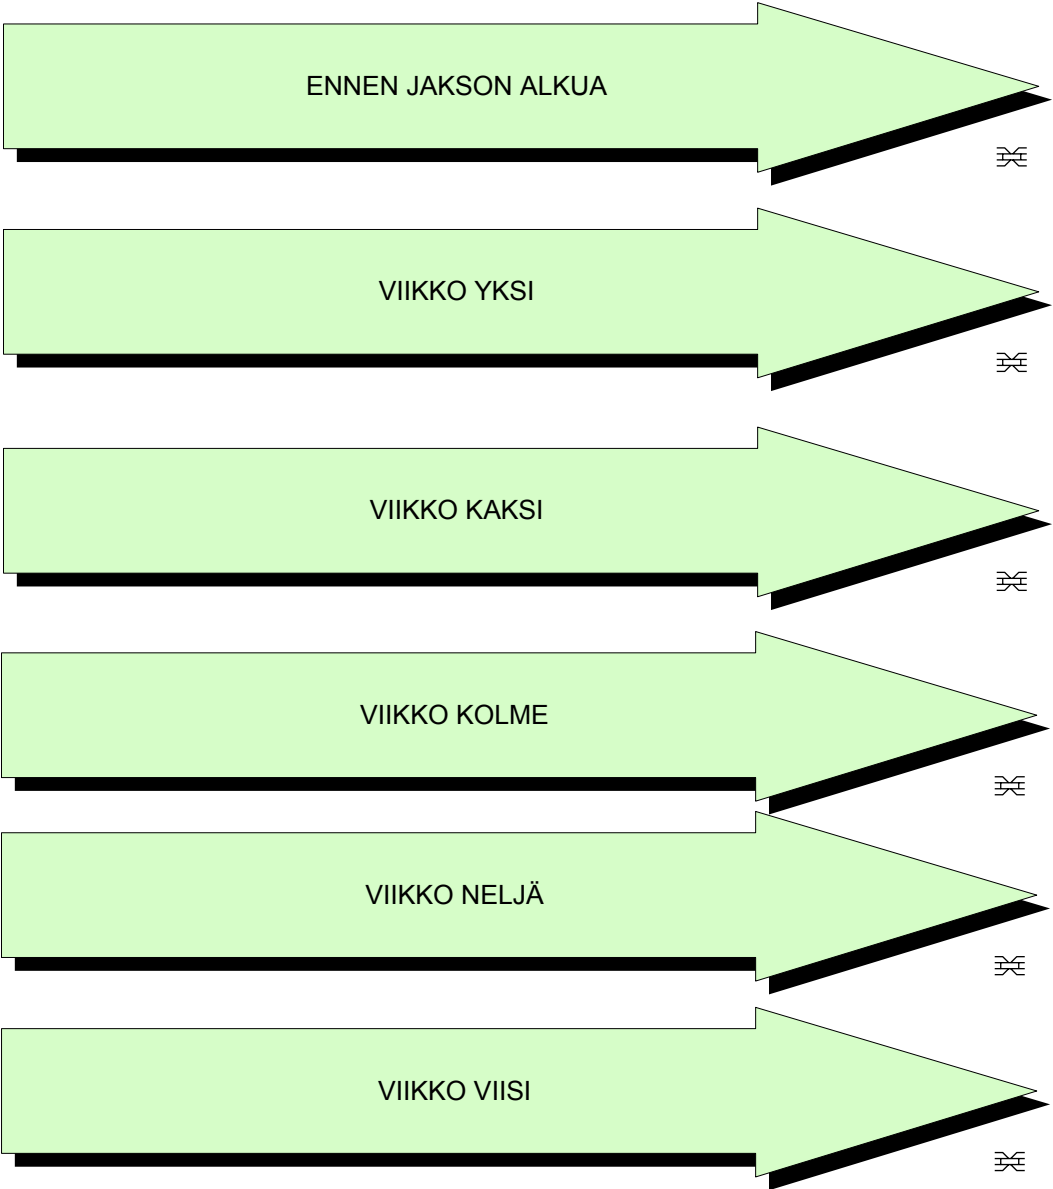 ENNEN JAKSON ALKUA
VIIKKO YKSI
VIIKKO KAKSI
VIIKKO KOLME
VIIKKO NELJÄ
VIIKKO VIISI